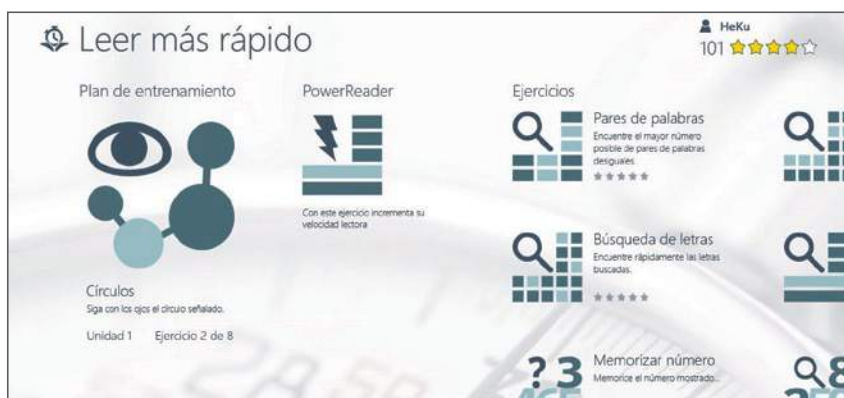 Leer más rápido
HeKu
101
Plan de entrenamiento
Círculos
Siga con los ojos el círculo señalado.
Unidad 1 Ejercicio 2 de 8
PowerReader
Con este ejercicio incrementa su
velocidad lectora
Ejercicios
Pares de palabras
Encuentre el mayor número
posible de pares de palabras
desiguales
Búsqueda de letras
Encuentre rápidamente las letras
buscadas.
?3
Memorizar número
Memorice el número mostrado...
8